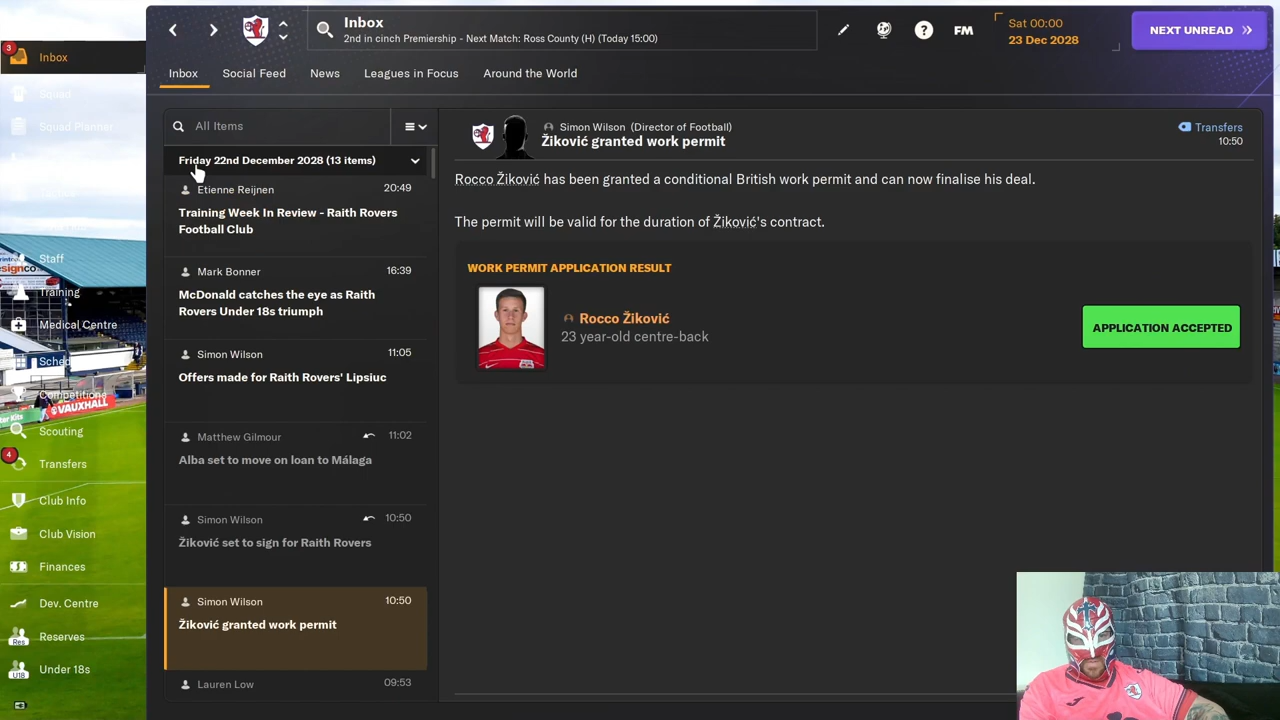 Inbox
2nd in cinch Premiership - Next Match: Ross County (H) (Today 15:00)
FM
Sat 00:00
23 Dec 2028
NEXT UNREAD
3
Inbox
Inbox
Social Feed
News
Leagues in Focus
Around the World
Squad
Squad Planner
Staff
Training
Medical Centre
Competitions
VAUXHALL
Scouting
4
Transfers
Club Info
Club Vision
Finances
Dev. Centre
Res
Reserves
U18
Under 18s
All Items
Friday 22nd December 2028 (13 items)
Etienne Reijnen 20:49
Training Week In Review - Raith Rovers
Football Club
Mark Bonner 16:39
McDonald catches the eye as Raith
Rovers Under 18s triumph
Simon Wilson 11:05
Offers made for Raith Rovers' Lipsiuc
Matthew Gilmour 11:02
Alba set to move on loan to Málaga
Simon Wilson 10:50
Žiković set to sign for Raith Rovers
Simon Wilson 10:50
Žiković granted work permit
Lauren Low 09:53
Simon Wilson (Director of Football)
Žiković granted work permit
Transfers
10:50
Rocco Žiković has been granted a conditional British work permit and can now finalise his deal.
The permit will be valid for the duration of Žiković's contract.
WORK PERMIT APPLICATION RESULT
Rocco Žiković
23 year-old centre-back
APPLICATION ACCEPTED